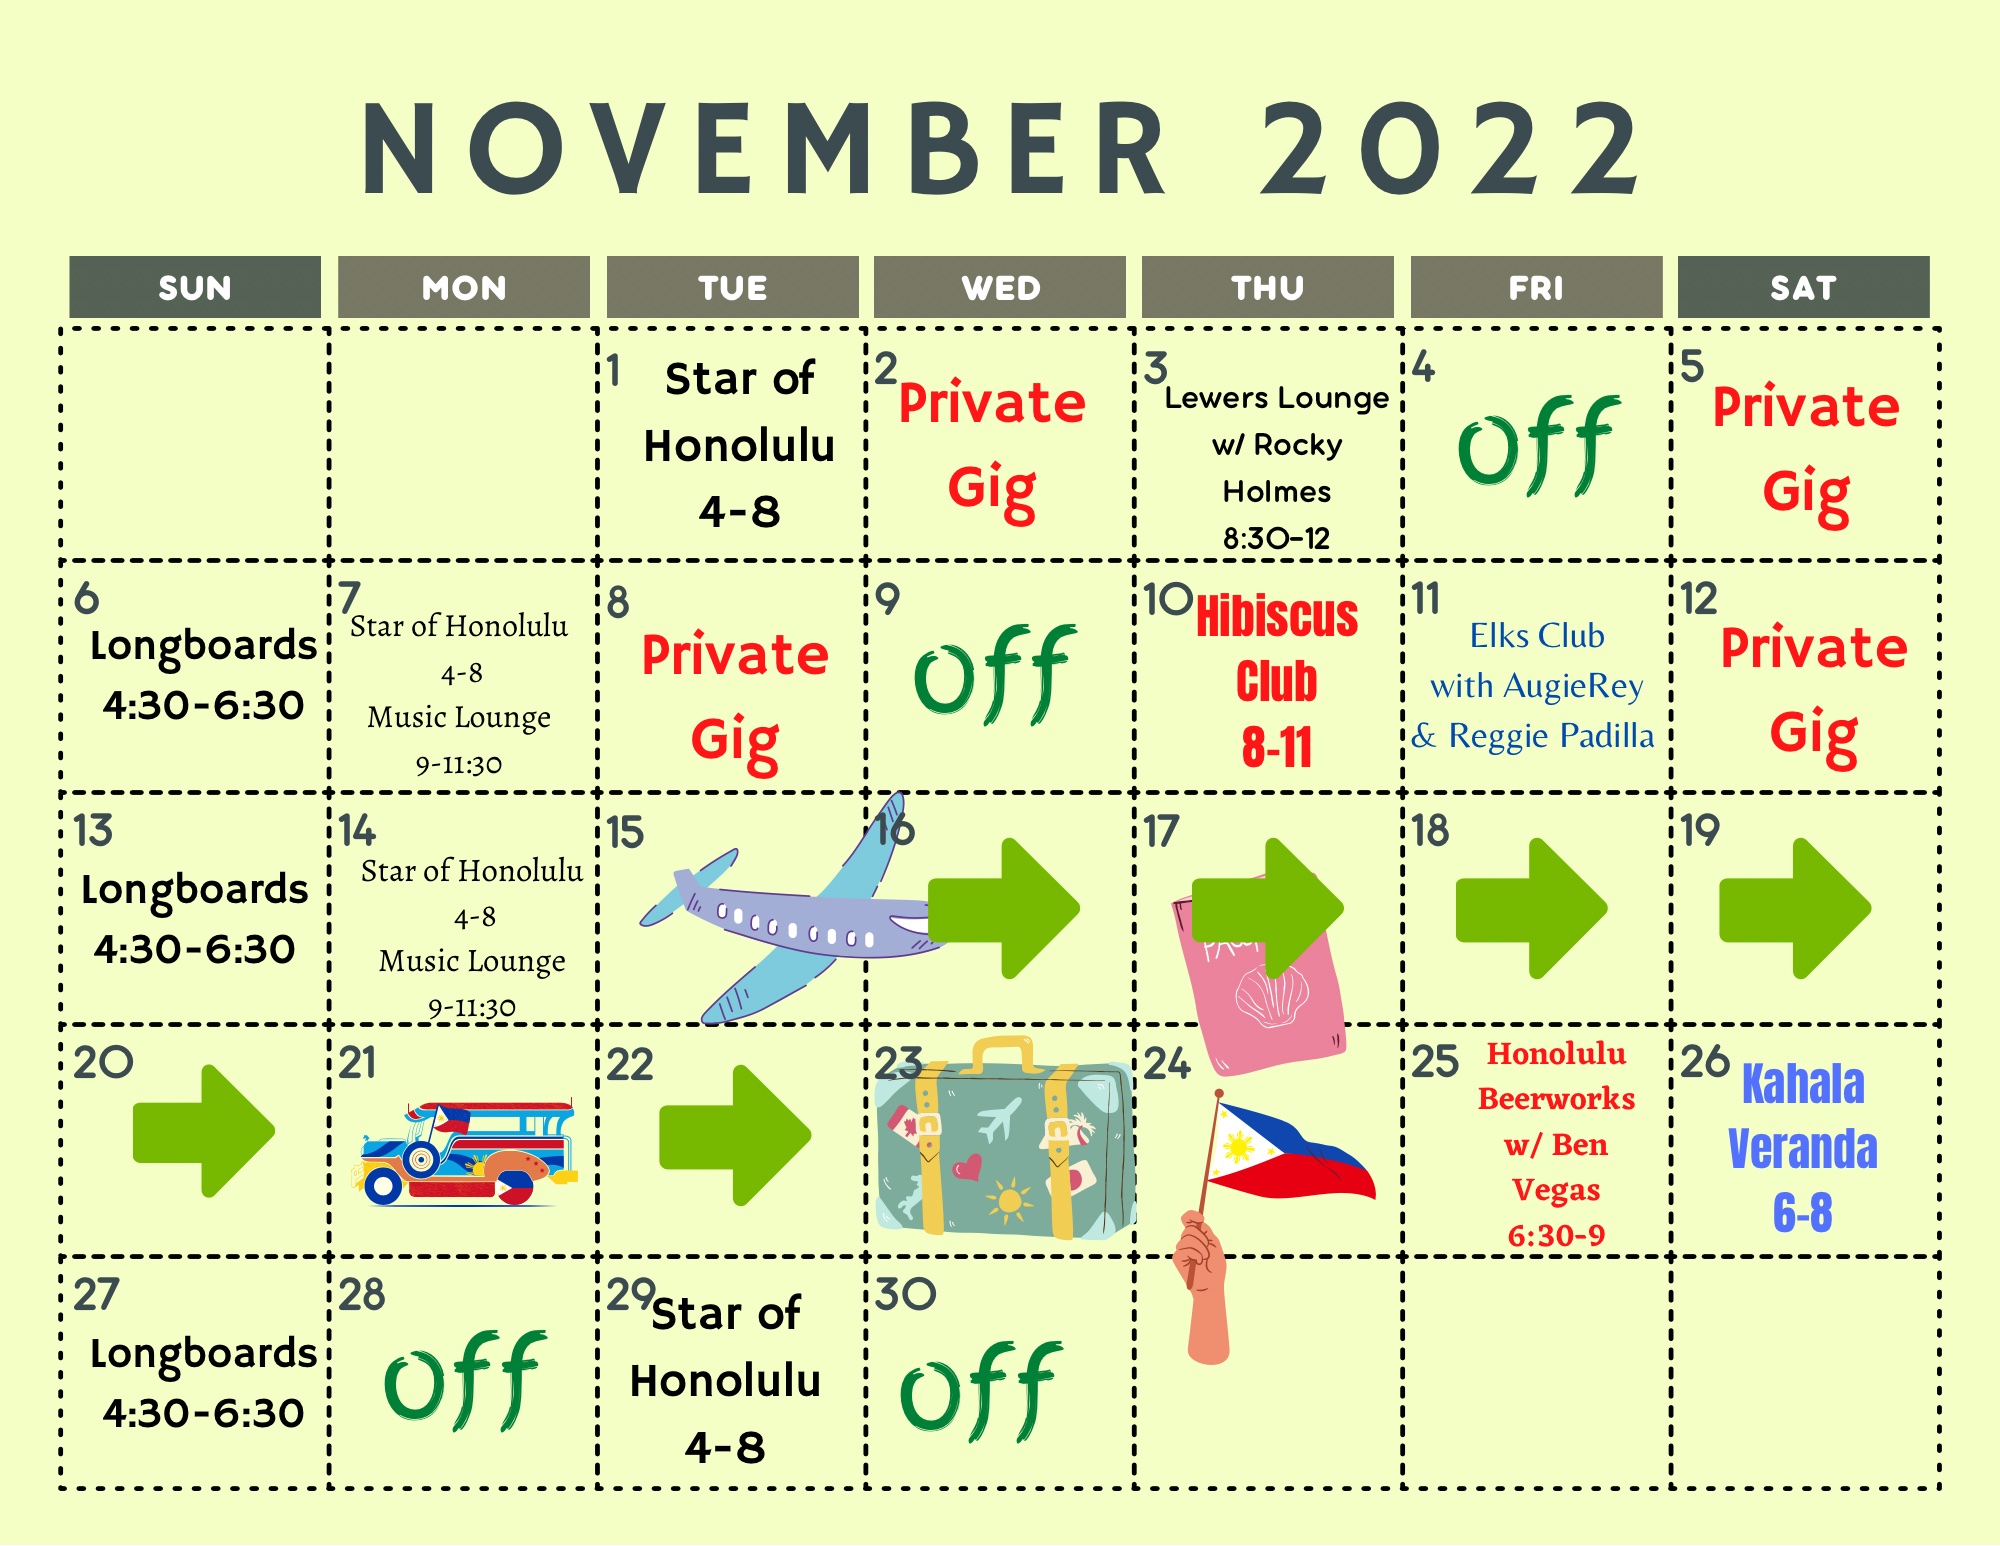 NOVEMBER 2022
SUN MON TUE WED THU FRI SAT
1
Star of
Honolulu
4-8
2
Private
Gig
3
Lewers Lounge
w/ Rocky
Holmes
8:30-12
4
Off
5
Private
Gig
6
Longboards
4:30-6:30
7
Star of Honolulu
4-8
Music Lounge
9-11:30
8
Private
Gig
9
Off
10
Hibiscus
Club
8-11
11
Elks Club
with AugieRey
& Reggie Padilla
12
Private
Gig
13
Longboards
4:30-6:30
14
Star of Honolulu
4-8
Music Lounge
9-11:30
15
16
17
18
19
20
21
22
23
24
25
Honolulu
Beerworks
w/ Ben
Vegas
6:30-9
26
Kahala
Veranda
6-8
27
Longboards
4:30-6:30
28
Off
29
Star of
Honolulu
4-8
30
Off